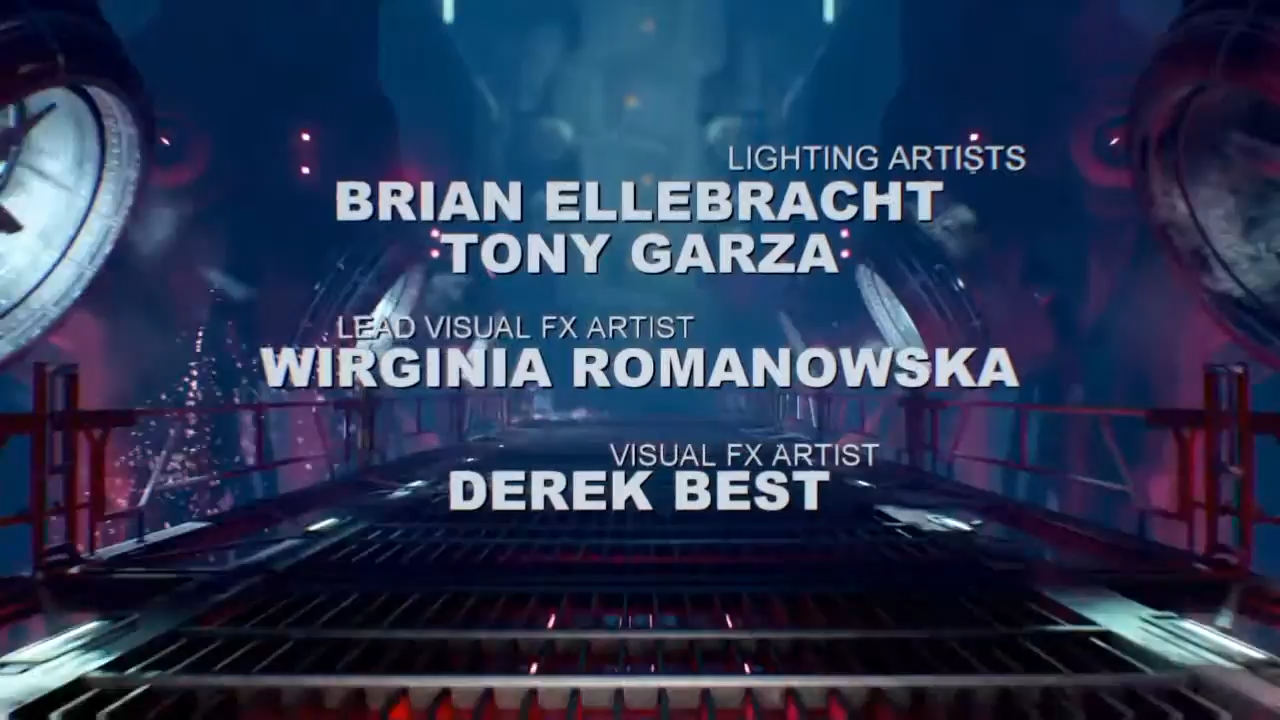 LIGHTING ARTISTS
BRIAN ELLEBRACHT
TONY GARZA
LEAD VISUAL FX ARTIST
WIRGINIA ROMANOWSKA
VISUAL FX ARTIST
DEREK BEST